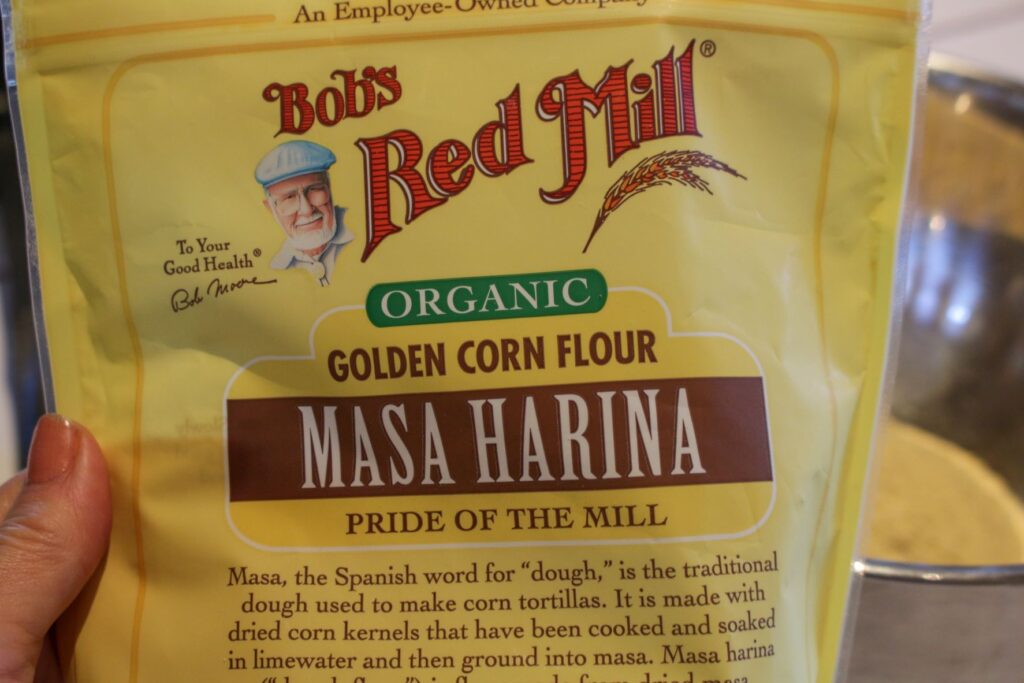 An Employee-Owned Company
Bob's
Red Mill®
To Your
Good Health®
Bob Moore
ORGANIC
GOLDEN CORN FLOUR
MASA HARINA
PRIDE OF THE MILL
Masa, the Spanish word for “dough,” is the traditional
dough used to make corn tortillas. It is made with
dried corn kernels that have been cooked and soaked
in limewater and then ground into masa. Masa harina